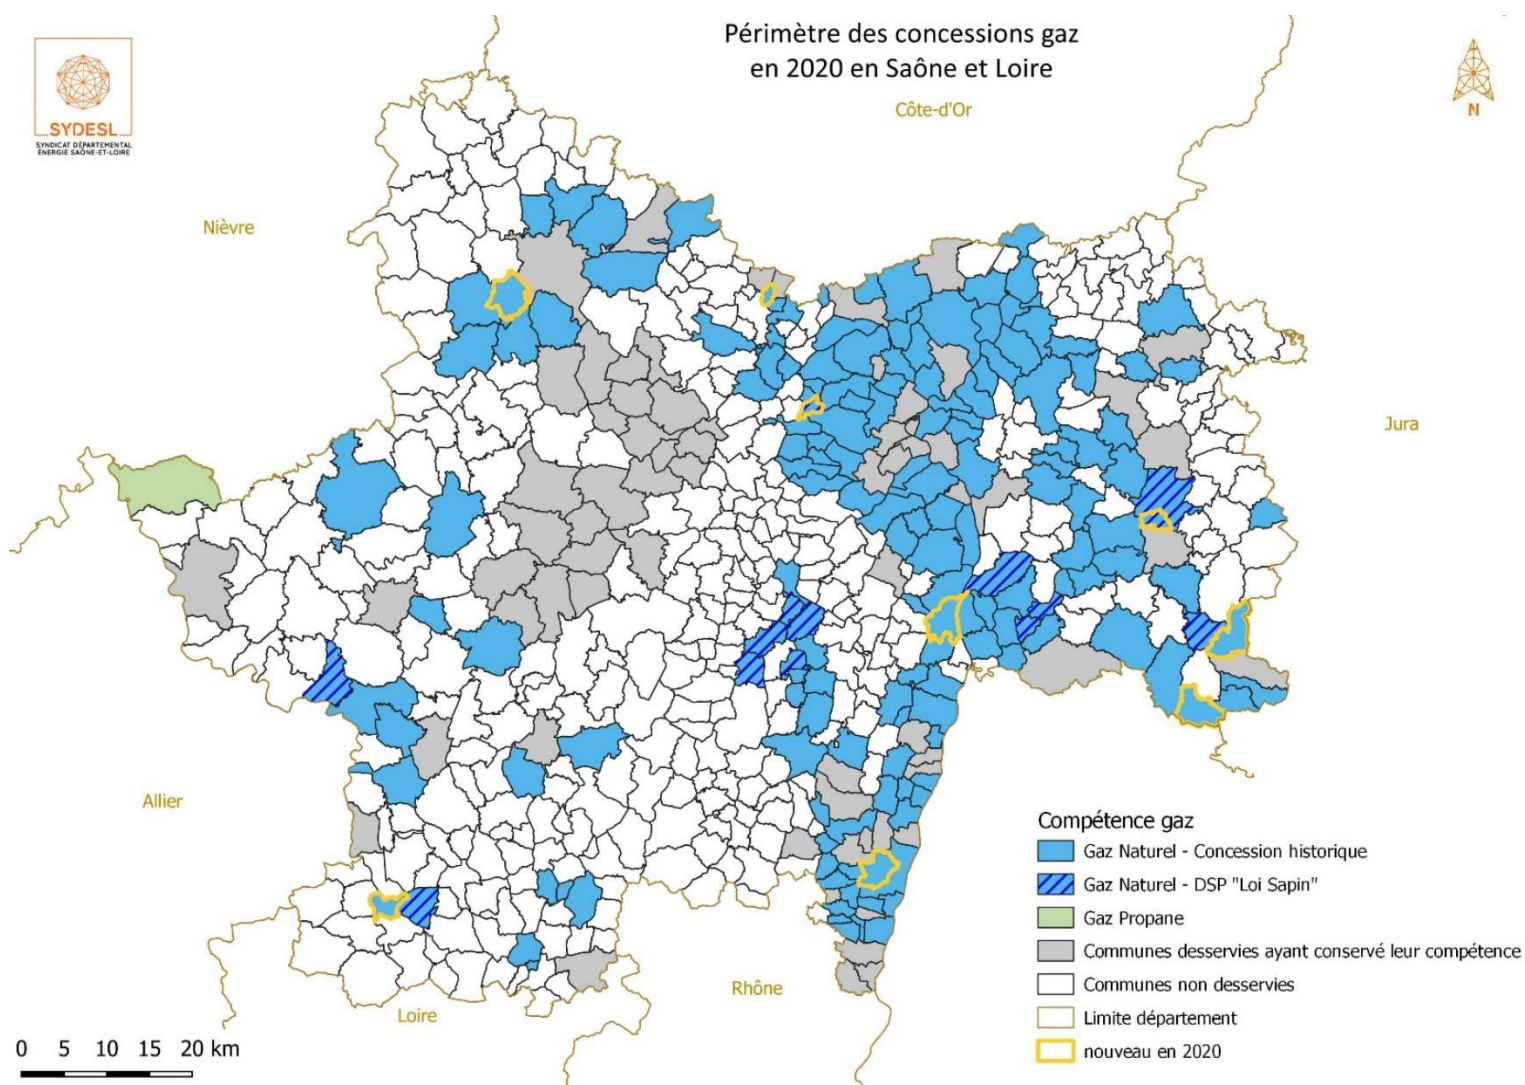 Périmètre des concessions gaz
en 2020 en Saône et Loire
SYDESL
SYNDICAT DÉPARTEMENTAL
ÉNERGIE SAÔNE-ET-LOIRE
N
Côte-d'Or
Nièvre
Jura
Allier
Rhône
Loire
Compétence gaz
Gaz Naturel - Concession historique
Gaz Naturel - DSP "Loi Sapin"
Gaz Propane
Communes desservies ayant conservé leur compétence
Communes non desservies
Limite département
nouveau en 2020
0 5 10 15 20 km